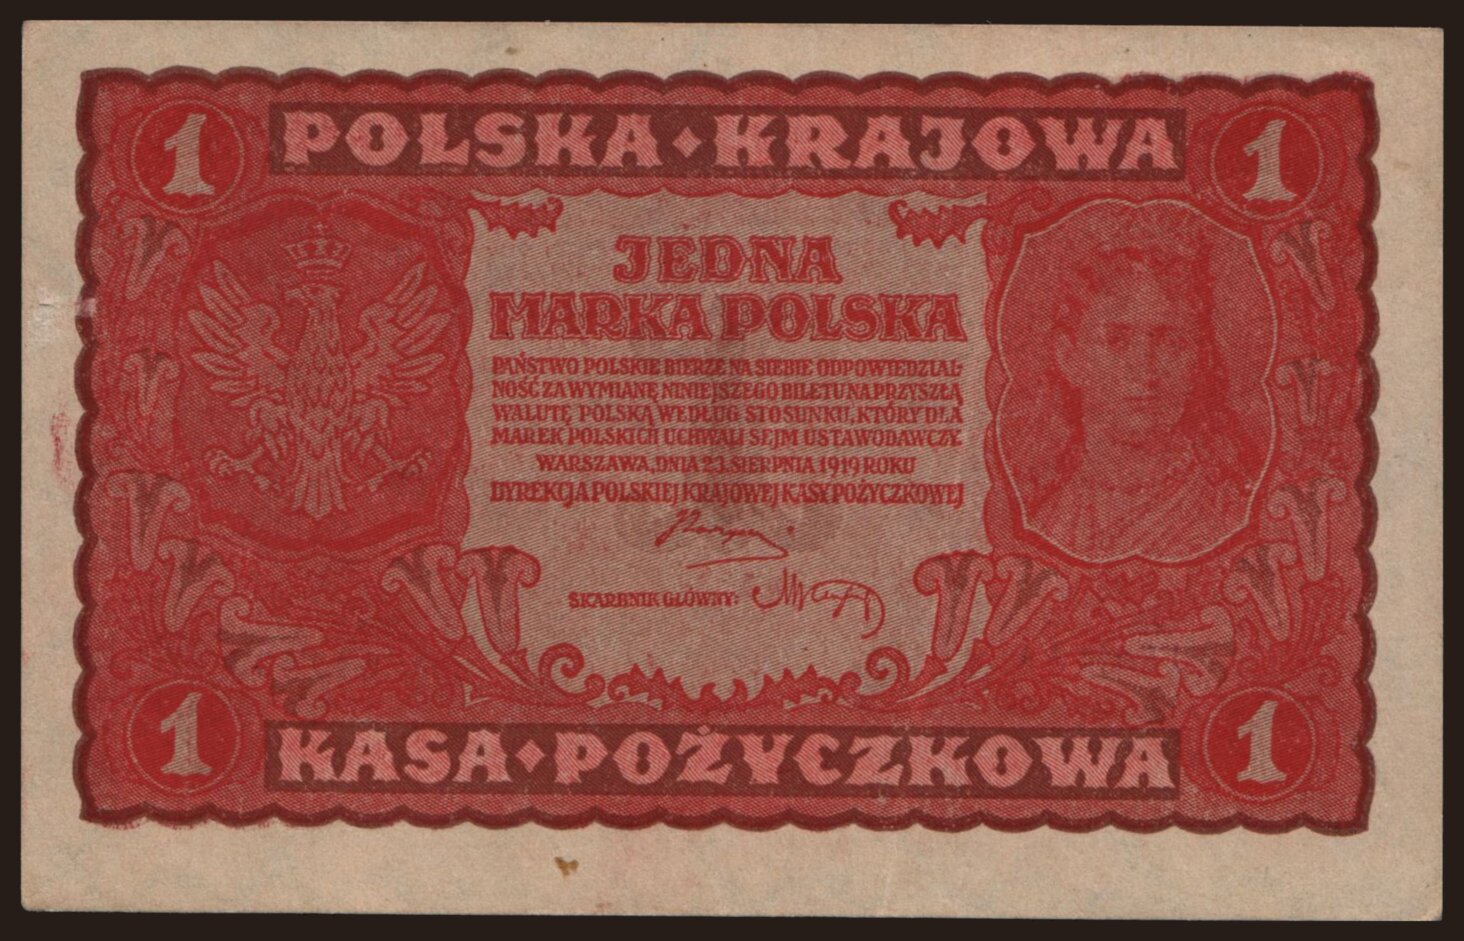 1 POLSKA · KRAJOWA 1
JEDNA
MARKA POLSKA
PAŃSTWO POLSKIE BIERZE NA SIEBIE ODPOWIEDZIAL-
NOŚĆ ZA WYMIANĘ NINIEJSZEGO BILETU NA PRZYSZŁĄ
WALUTĘ POLSKĄ WEDŁUG STOSUNKU, KTÓRY DLA
MAREK POLSKICH UCHWALI SEJM USTAWODAWCZY.
WARSZAWA, DNIA 23. SIERPNIA 1919 ROKU
DYREKCJA POLSKIEJ KRAJOWEJ KASY POŻYCZKOWEJ
SKARBNIK GŁÓWNY:
1 KASA · POŻYCZKOWA 1